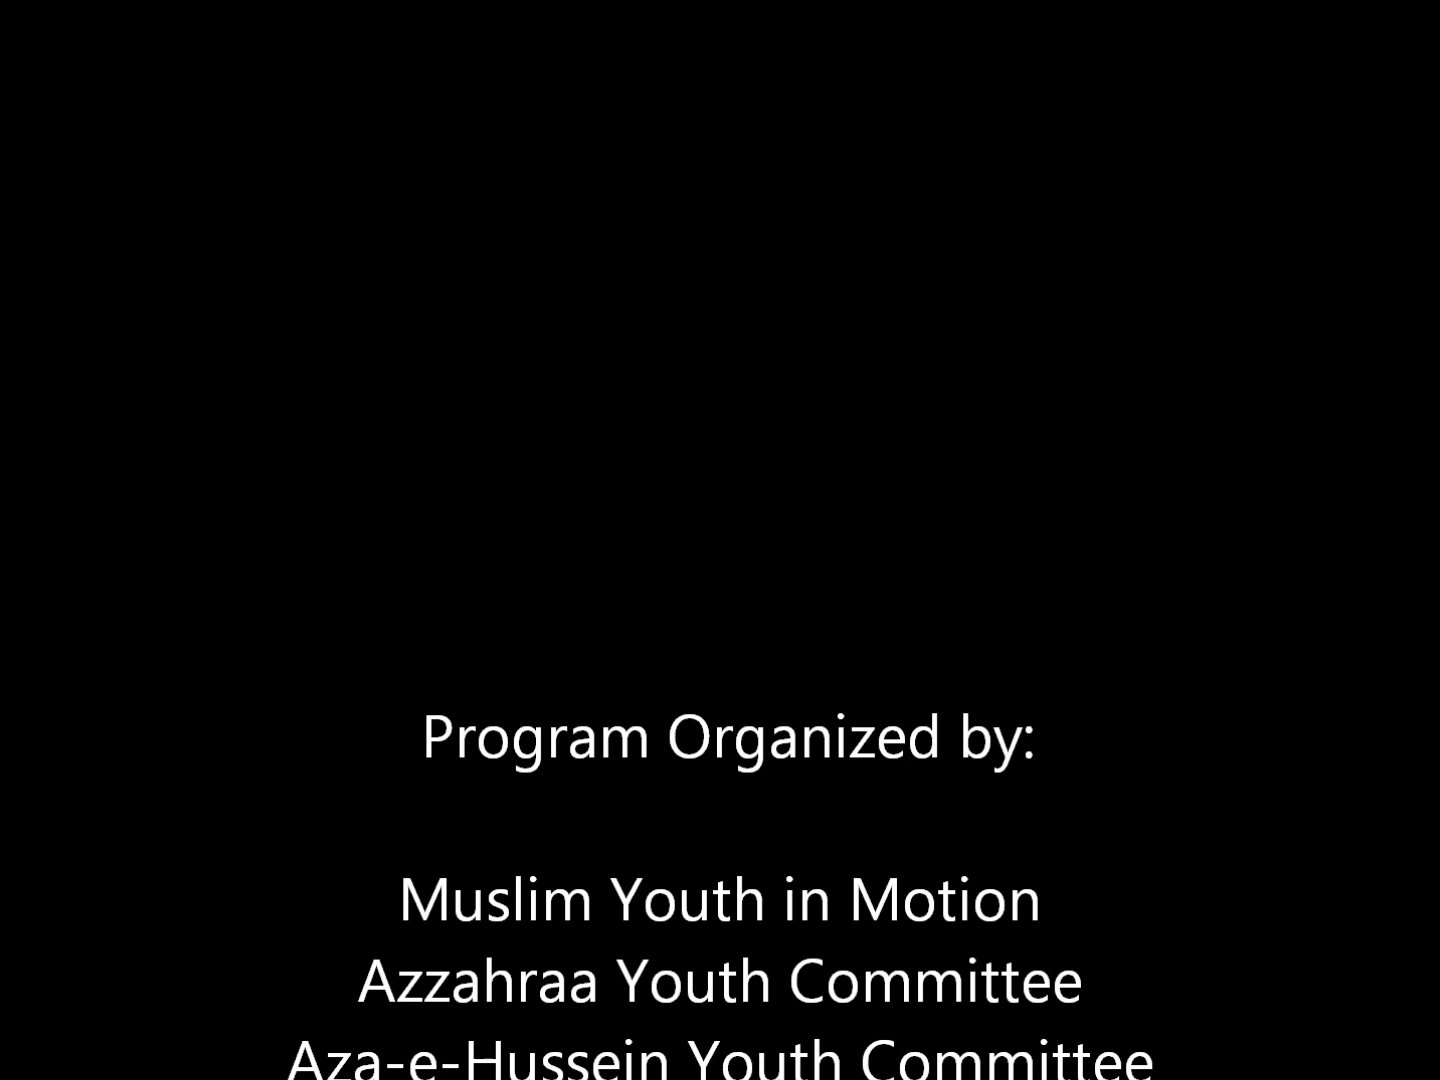 Program Organized by:
Muslim Youth in Motion
Azzahraa Youth Committee
Aza-e-Hussein Youth Committee